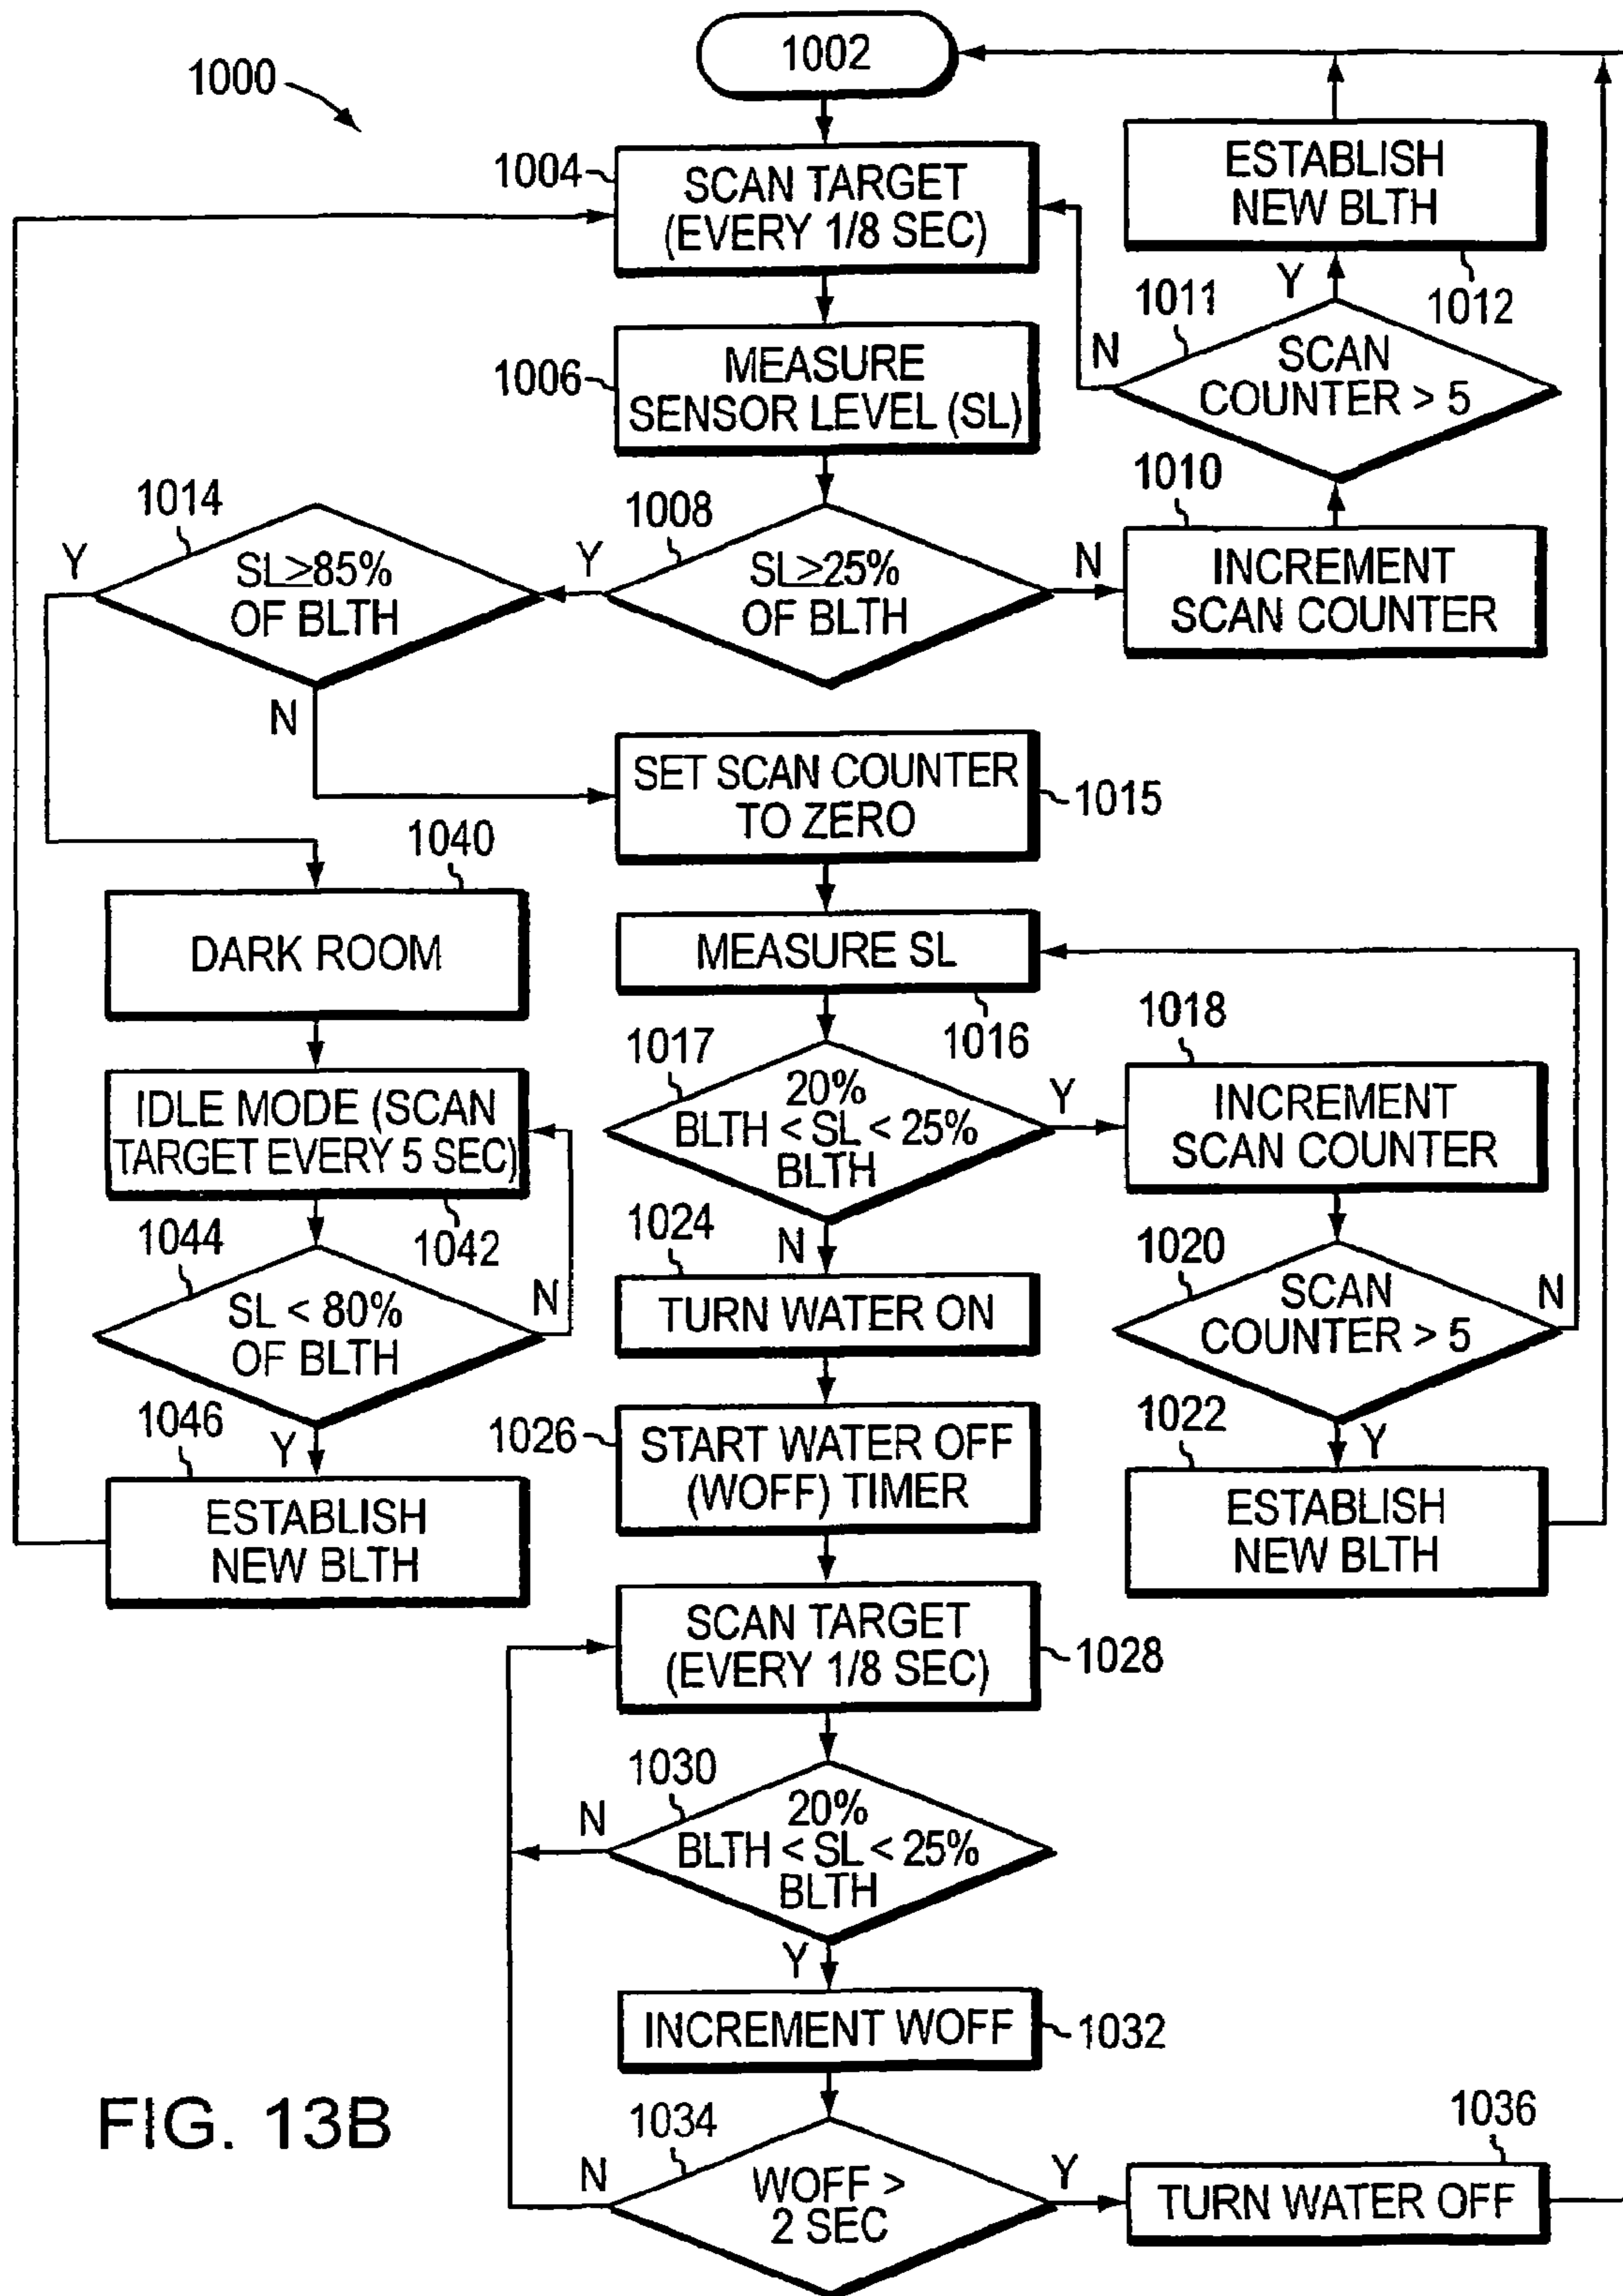 1000
1002
1004
SCAN TARGET
(EVERY 1/8 SEC)
ESTABLISH
NEW BLTH
1012
1006
MEASURE
SENSOR LEVEL (SL)
1011
Y
N
SCAN
COUNTER > 5
1014
Y
SL≥85%
OF BLTH
N
1008
Y
SL≥25%
OF BLTH
N
1010
INCREMENT
SCAN COUNTER
SET SCAN COUNTER
TO ZERO
1015
1040
DARK ROOM
MEASURE SL
1016
1017
20%
BLTH < SL < 25%
BLTH
Y
N
1018
INCREMENT
SCAN COUNTER
IDLE MODE (SCAN
TARGET EVERY 5 SEC)
1042
1044
SL < 80%
OF BLTH
N
Y
1024
TURN WATER ON
1020
SCAN
COUNTER > 5
N
Y
1046
ESTABLISH
NEW BLTH
1026
START WATER OFF
(WOFF) TIMER
1022
ESTABLISH
NEW BLTH
SCAN TARGET
(EVERY 1/8 SEC)
1028
1030
N
20%
BLTH < SL < 25%
BLTH
Y
INCREMENT WOFF
1032
1034
N
WOFF >
2 SEC
Y
1036
TURN WATER OFF
FIG. 13B